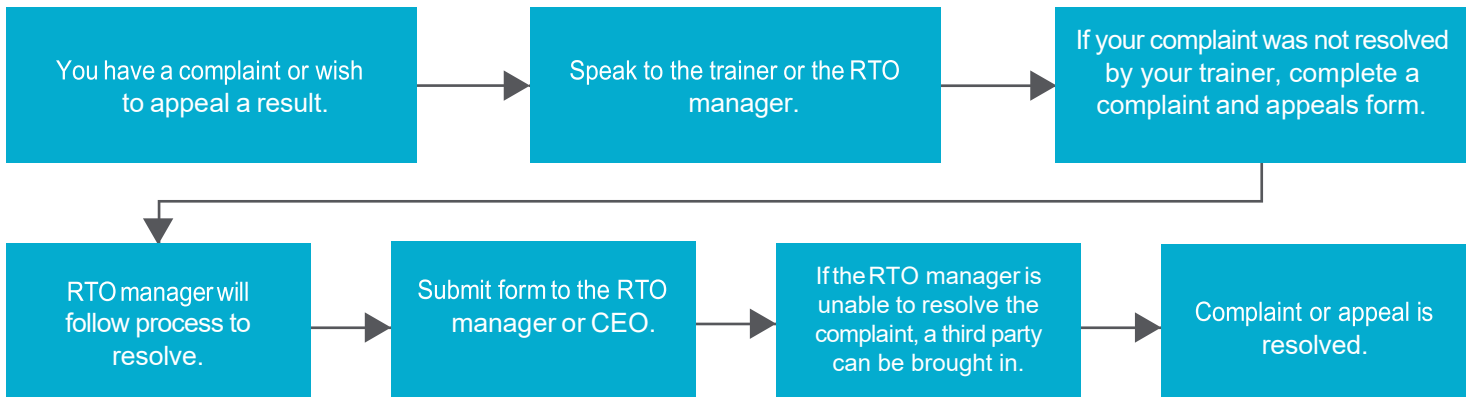 You have a complaint or wish
to appeal a result.
Speak to the trainer or the RTO
manager.
If your complaint was not resolved
by your trainer, complete a
complaint and appeals form.
RTO manager will
follow process to
resolve.
Submit form to the RTO
manager or CEO.
If the RTO manager is
unable to resolve the
complaint, a third party
can be brought in.
Complaint or appeal is
resolved.